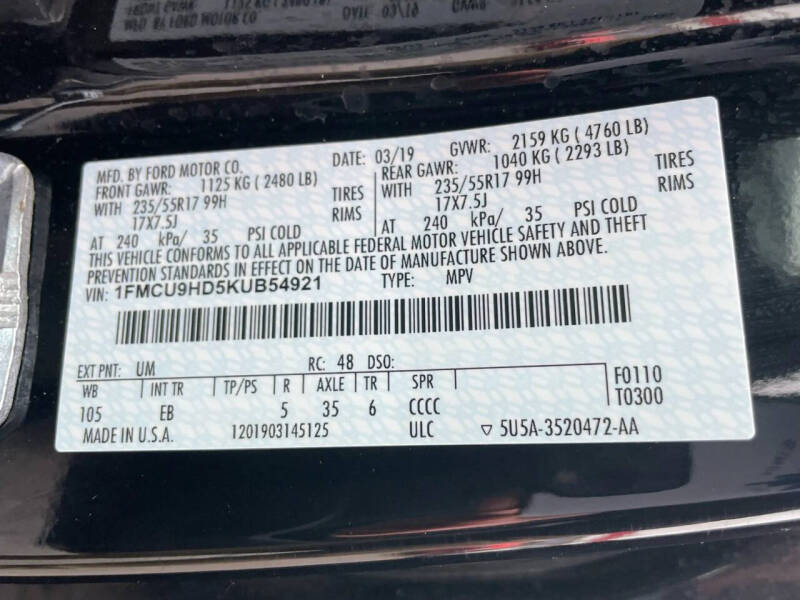 MFD. BY FORD MOTOR CO. DATE: 03/19 GVWR: 2159 KG ( 4760 LB)
FRONT GAWR: 1125 KG ( 2480 LB) REAR GAWR: 1040 KG ( 2293 LB)
WITH 235/55R17 99H TIRES WITH 235/55R17 99H TIRES
17X7.5J RIMS 17X7.5J RIMS
AT 240 kPa/ 35 PSI COLD AT 240 kPa/ 35 PSI COLD
THIS VEHICLE CONFORMS TO ALL APPLICABLE FEDERAL MOTOR VEHICLE SAFETY AND THEFT
PREVENTION STANDARDS IN EFFECT ON THE DATE OF MANUFACTURE SHOWN ABOVE.
VIN: 1FMCU9HD5KUB54921 TYPE: MPV
EXT PNT: UM RC: 48 DSO:
WB INT TR TP/PS R AXLE TR SPR F0110
105 EB 5 35 6 CCCC T0300
MADE IN U.S.A. 1201903145125 ULC ▽ 5U5A-3520472-AA